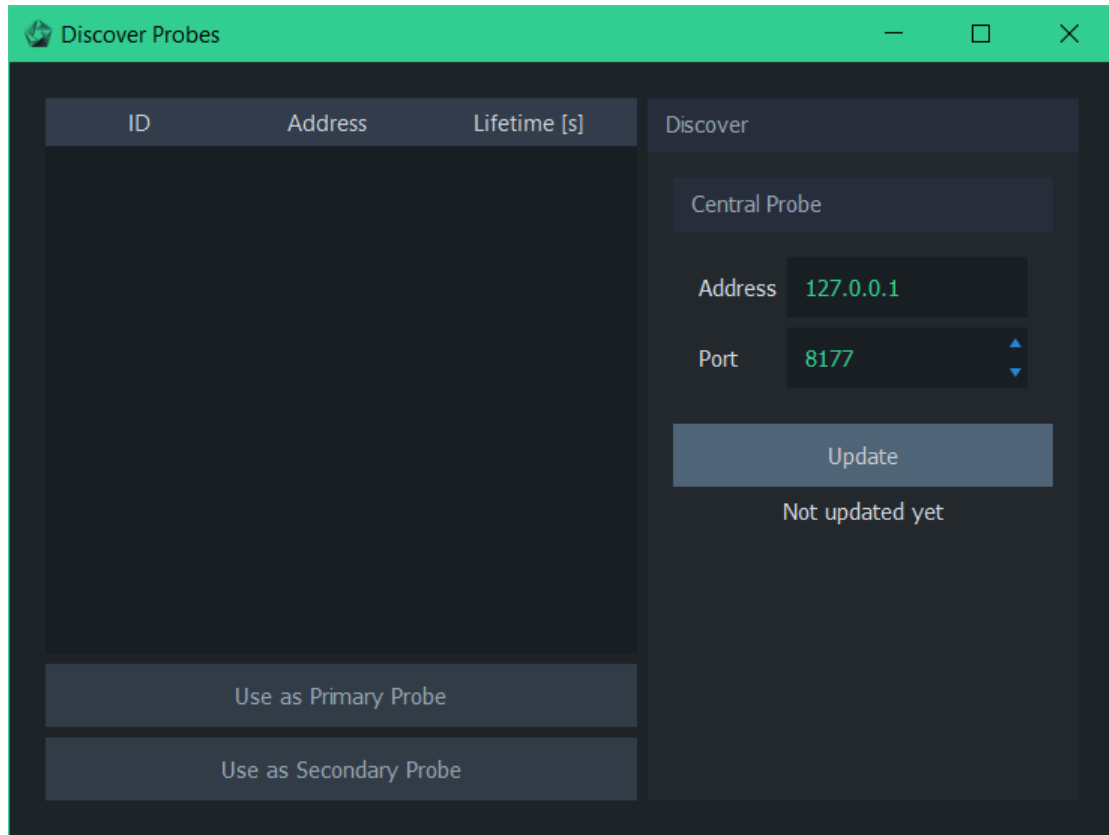 Discover Probes
ID Address Lifetime [s]
Use as Primary Probe
Use as Secondary Probe
Discover
Central Probe
Address 127.0.0.1
Port 8177
Update
Not updated yet